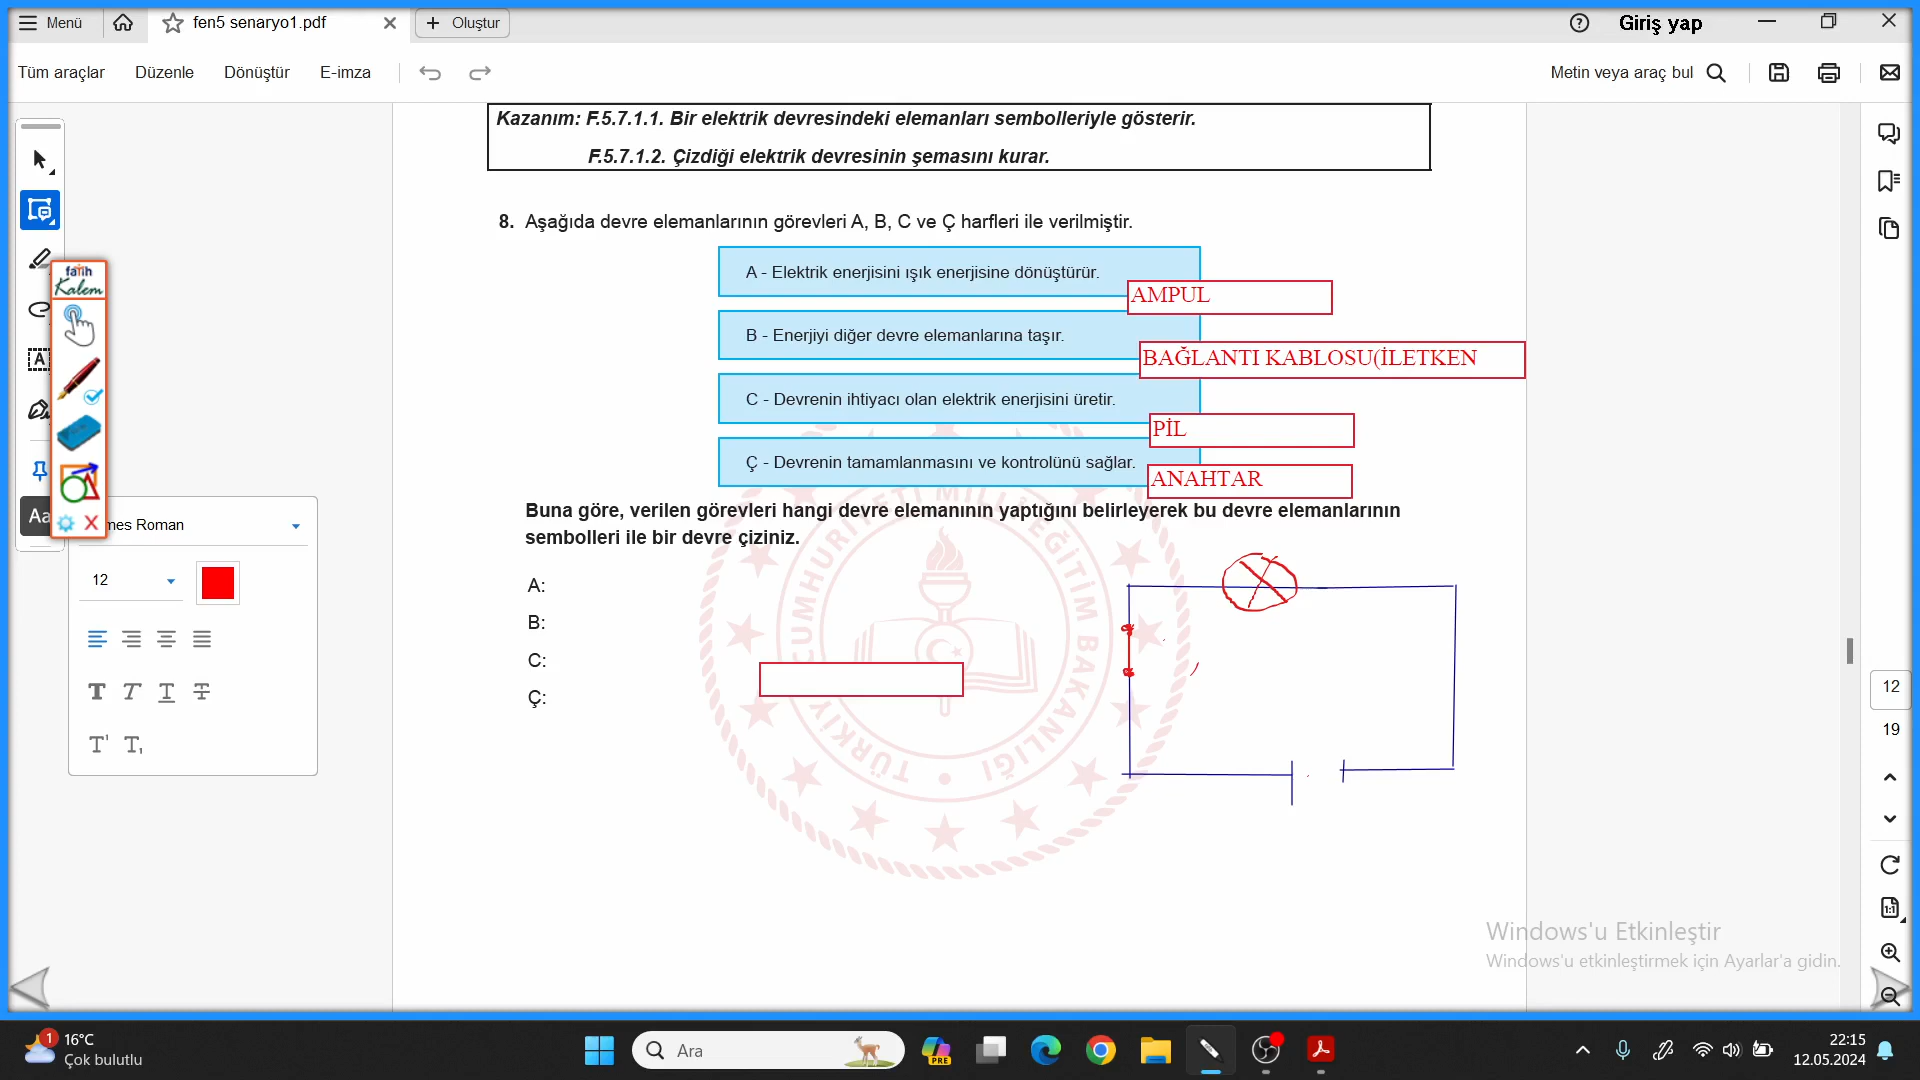 Menü
fen5 senaryo1.pdf
Oluştur
Giriş yap
Tüm araçlar
Düzenle
Dönüştür
E-imza
Metin veya araç bul
Kazanım: F.5.7.1.1. Bir elektrik devresindeki elemanları sembolleriyle gösterir.
F.5.7.1.2. Çizdiği elektrik devresinin şemasını kurar.
8. Aşağıda devre elemanlarının görevleri A, B, C ve Ç harfleri ile verilmiştir.
A - Elektrik enerjisini ışık enerjisine dönüştürür.
AMPUL
B - Enerjiyi diğer devre elemanlarına taşır.
BAĞLANTI KABLOSU(İLETKEN
C - Devrenin ihtiyacı olan elektrik enerjisini üretir.
PİL
Ç - Devrenin tamamlanmasını ve kontrolünü sağlar.
ANAHTAR
Buna göre, verilen görevleri hangi devre elemanının yaptığını belirleyerek bu devre elemanlarının
sembolleri ile bir devre çiziniz.
A:
B:
C:
Ç:
fatih
Kalem
Aa
mes Roman
12
12
19
Windows'u Etkinleştir
Windows'u etkinleştirmek için Ayarlar'a gidin.
1
16°C
Çok bulutlu
Ara
PRE
22:15
12.05.2024